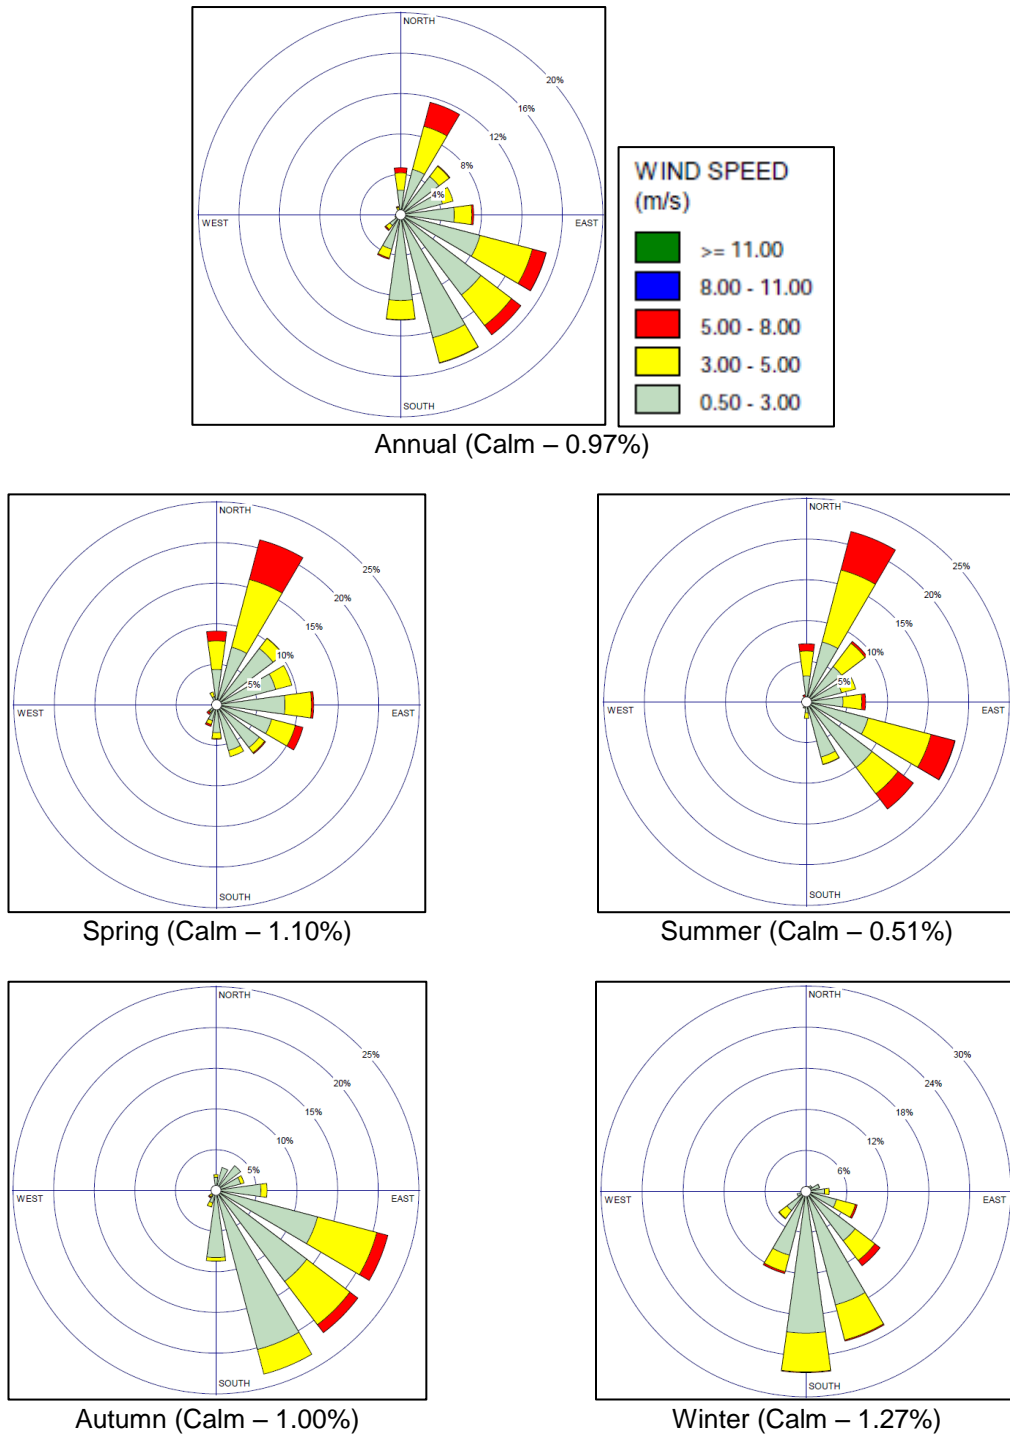 NORTH
20%
16%
12%
8%
4%
WEST
EAST
SOUTH
WIND SPEED
(m/s)
>= 11.00
8.00 - 11.00
5.00 - 8.00
3.00 - 5.00
0.50 - 3.00
Annual (Calm – 0.97%)
NORTH
25%
20%
15%
10%
5%
WEST
EAST
SOUTH
Spring (Calm – 1.10%)
NORTH
25%
20%
15%
10%
5%
WEST
EAST
SOUTH
Summer (Calm – 0.51%)
NORTH
25%
20%
15%
10%
5%
WEST
EAST
SOUTH
Autumn (Calm – 1.00%)
NORTH
30%
24%
18%
12%
6%
WEST
EAST
SOUTH
Winter (Calm – 1.27%)